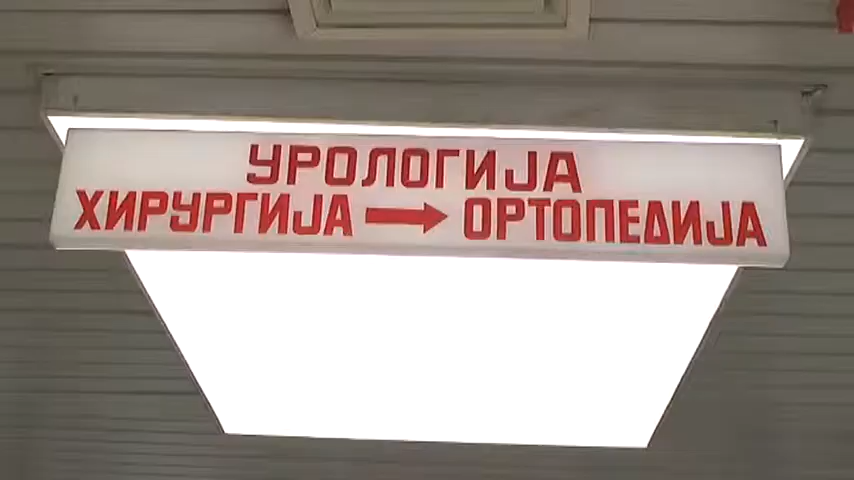 УРОЛОГИЈА
ХИРУРГИЈА → ОРТОПЕДИЈА